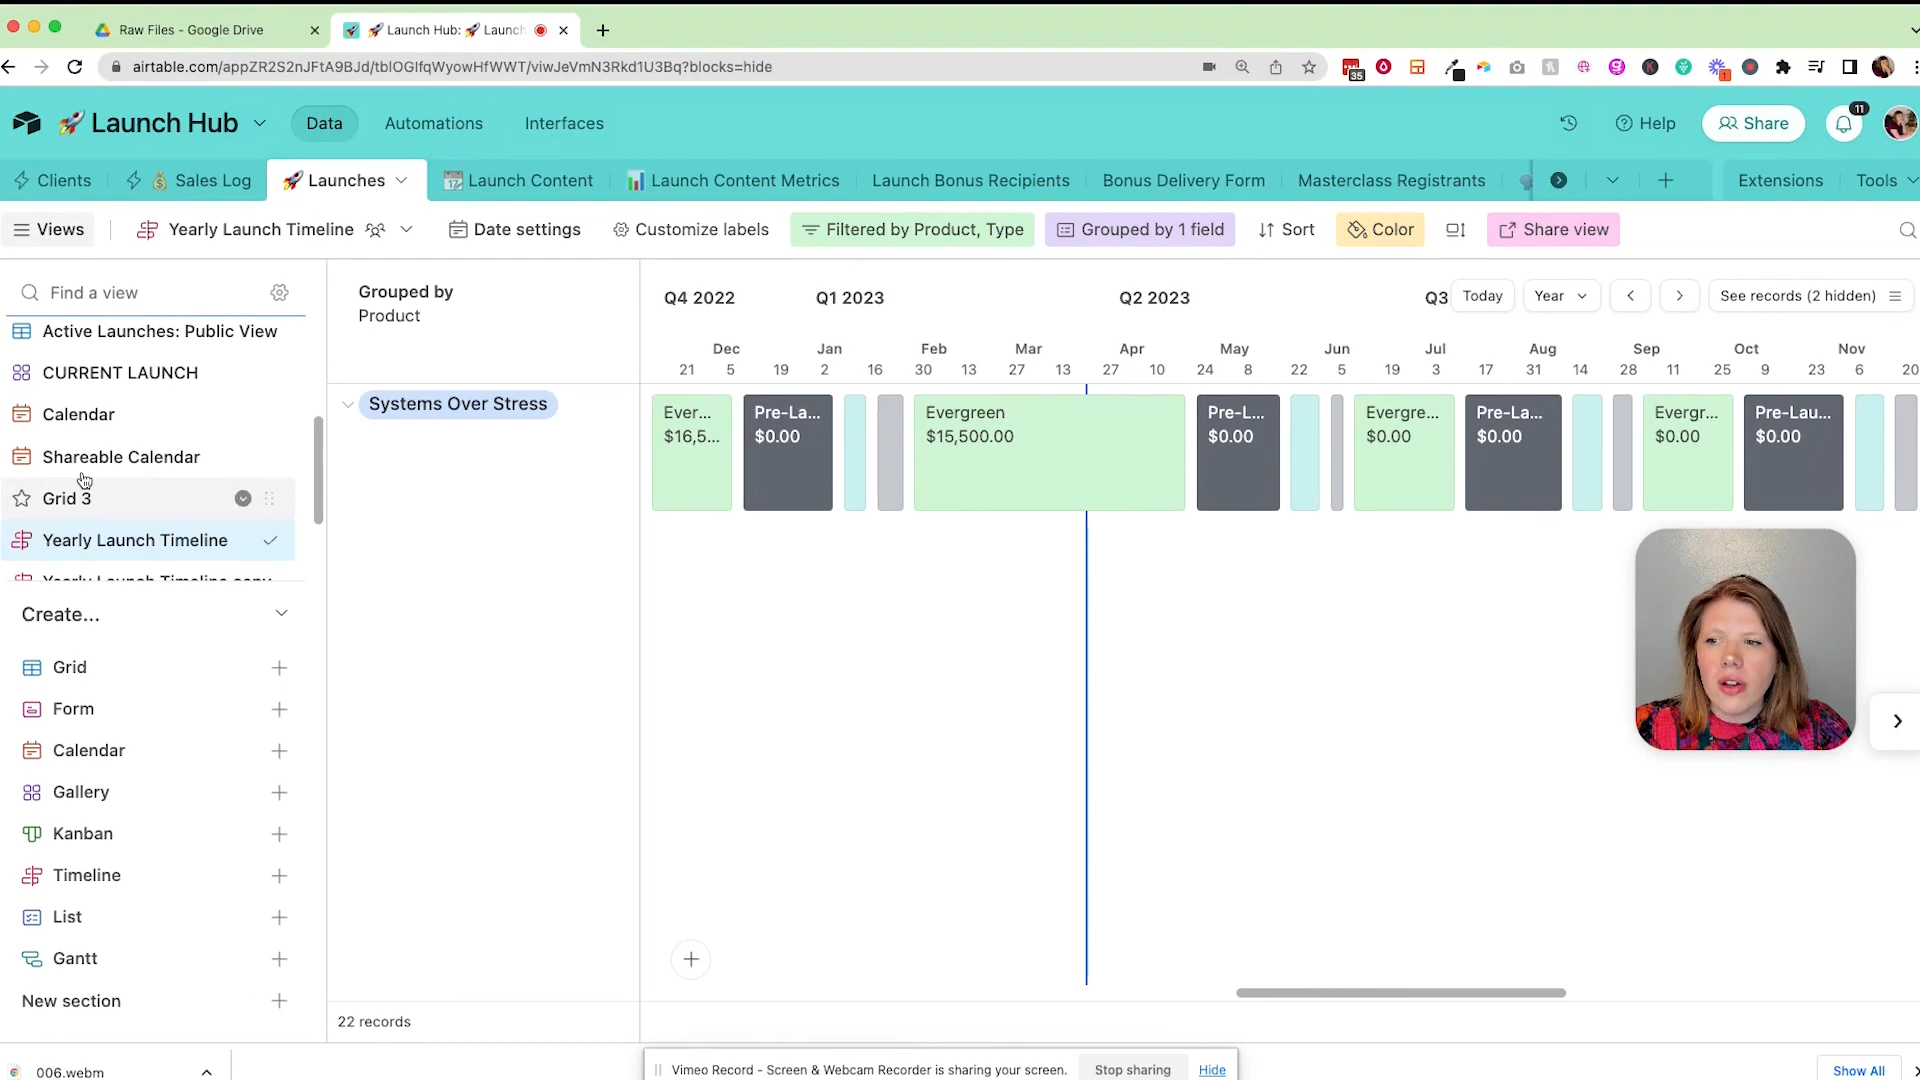 Raw Files - Google Drive
Launch Hub: 🚀 Launch
airtable.com/appZR2S2nJFtA9BJd/tblOGlfqWyowHfWWT/viwJeVmN3Rkd1U3Bq?blocks=hide
35
1
🚀 Launch Hub
Data
Automations
Interfaces
Help
Share
11
Clients
💰 Sales Log
🚀 Launches
📆 Launch Content
📊 Launch Content Metrics
Launch Bonus Recipients
Bonus Delivery Form
Masterclass Registrants
Extensions
Tools
Views
Yearly Launch Timeline
Date settings
Customize labels
Filtered by Product, Type
Grouped by 1 field
Sort
Color
Share view
Find a view
Active Launches: Public View
CURRENT LAUNCH
Calendar
Shareable Calendar
Grid 3
Yearly Launch Timeline
Yearly Launch Timeline copy
Create...
Grid
Form
Calendar
Gallery
Kanban
Timeline
List
Gantt
New section
Grouped by
Product
Q4 2022 Q1 2023 Q2 2023 Q3
Today
Year
See records (2 hidden)
Dec Jan Feb Mar Apr May Jun Jul Aug Sep Oct Nov
21 5 19 2 16 30 13 27 13 27 10 24 8 22 5 19 3 17 31 14 28 11 25 9 23 6 20
Systems Over Stress
Ever... Pre-La... Evergreen Pre-L... Evergre... Pre-La... Evergr... Pre-Lau...
$16,5... $0.00 $15,500.00 $0.00 $0.00 $0.00 $0.00 $0.00
22 records
006.webm
Vimeo Record - Screen & Webcam Recorder is sharing your screen.
Stop sharing
Hide
Show All